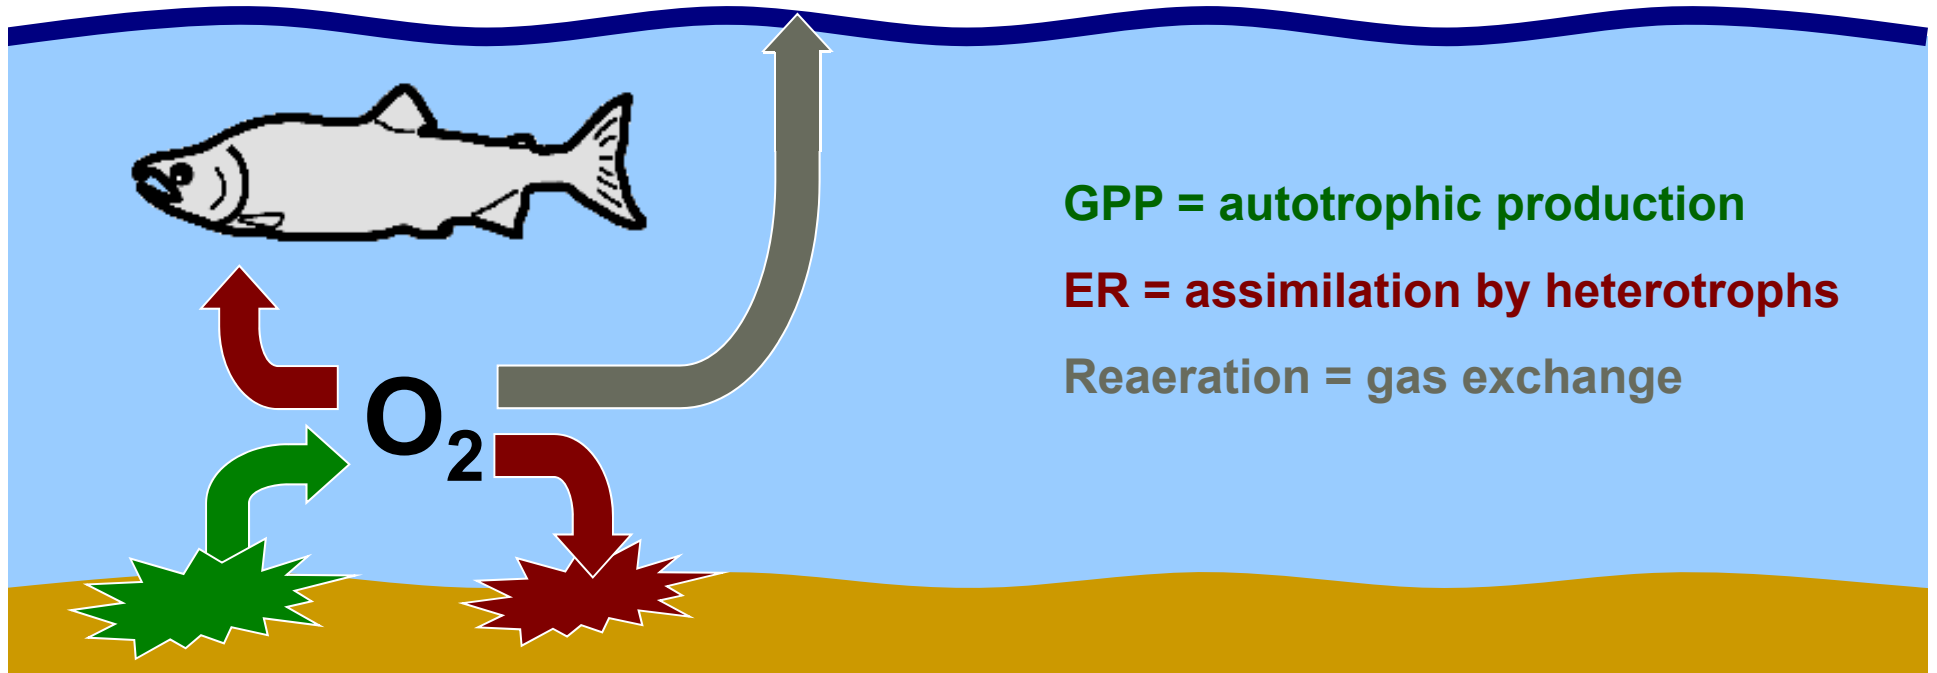 GPP = autotrophic production
ER = assimilation by heterotrophs
Reaeration = gas exchange
O₂